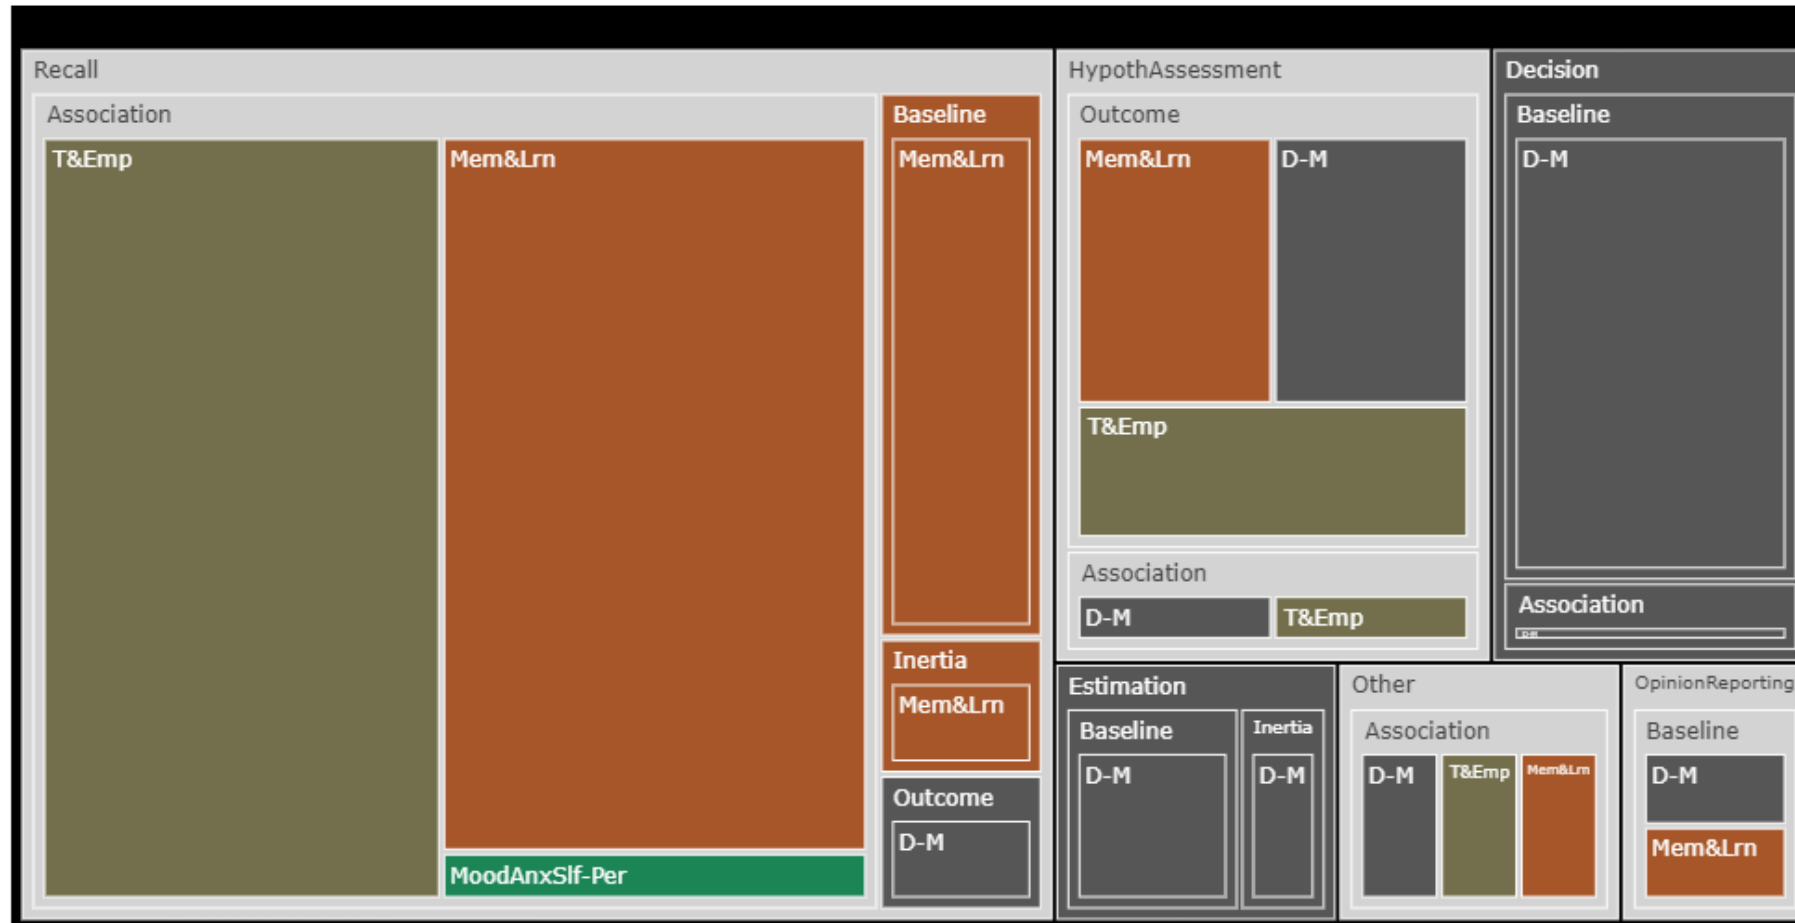 Recall
Association
T&Emp
Mem&Lrn
MoodAnxSlf-Per
Baseline
Mem&Lrn
Inertia
Mem&Lrn
Outcome
D-M
HypothAssessment
Outcome
Mem&Lrn
D-M
T&Emp
Association
D-M
T&Emp
Decision
Baseline
D-M
Association
D-M
Estimation
Baseline
D-M
Inertia
D-M
Other
Association
D-M
T&Emp
Mem&Lrn
OpinionReporting
Baseline
D-M
Mem&Lrn